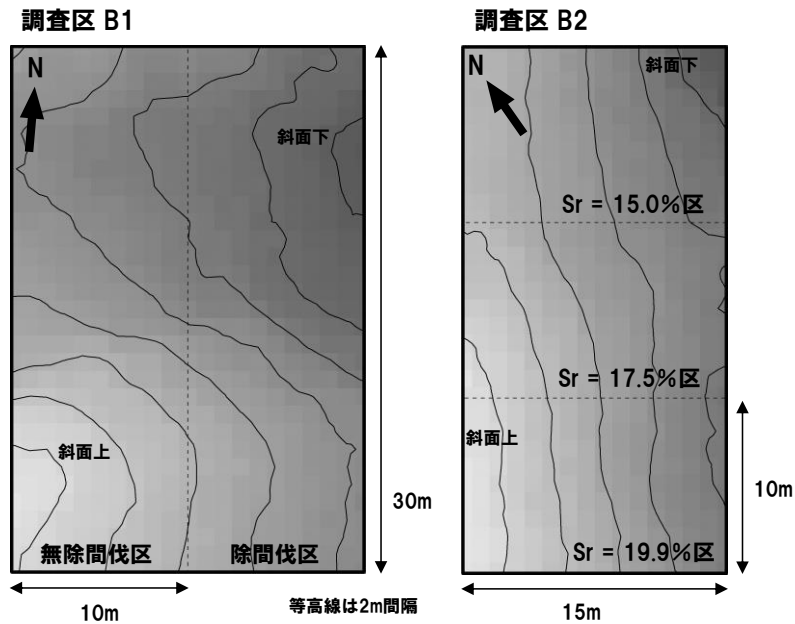 調査区 B1
N
斜面下
斜面上
無除間伐区
除間伐区
30m
10m
等高線は2m間隔
調査区 B2
N
斜面下
Sr = 15.0%区
Sr = 17.5%区
斜面上
Sr = 19.9%区
10m
15m